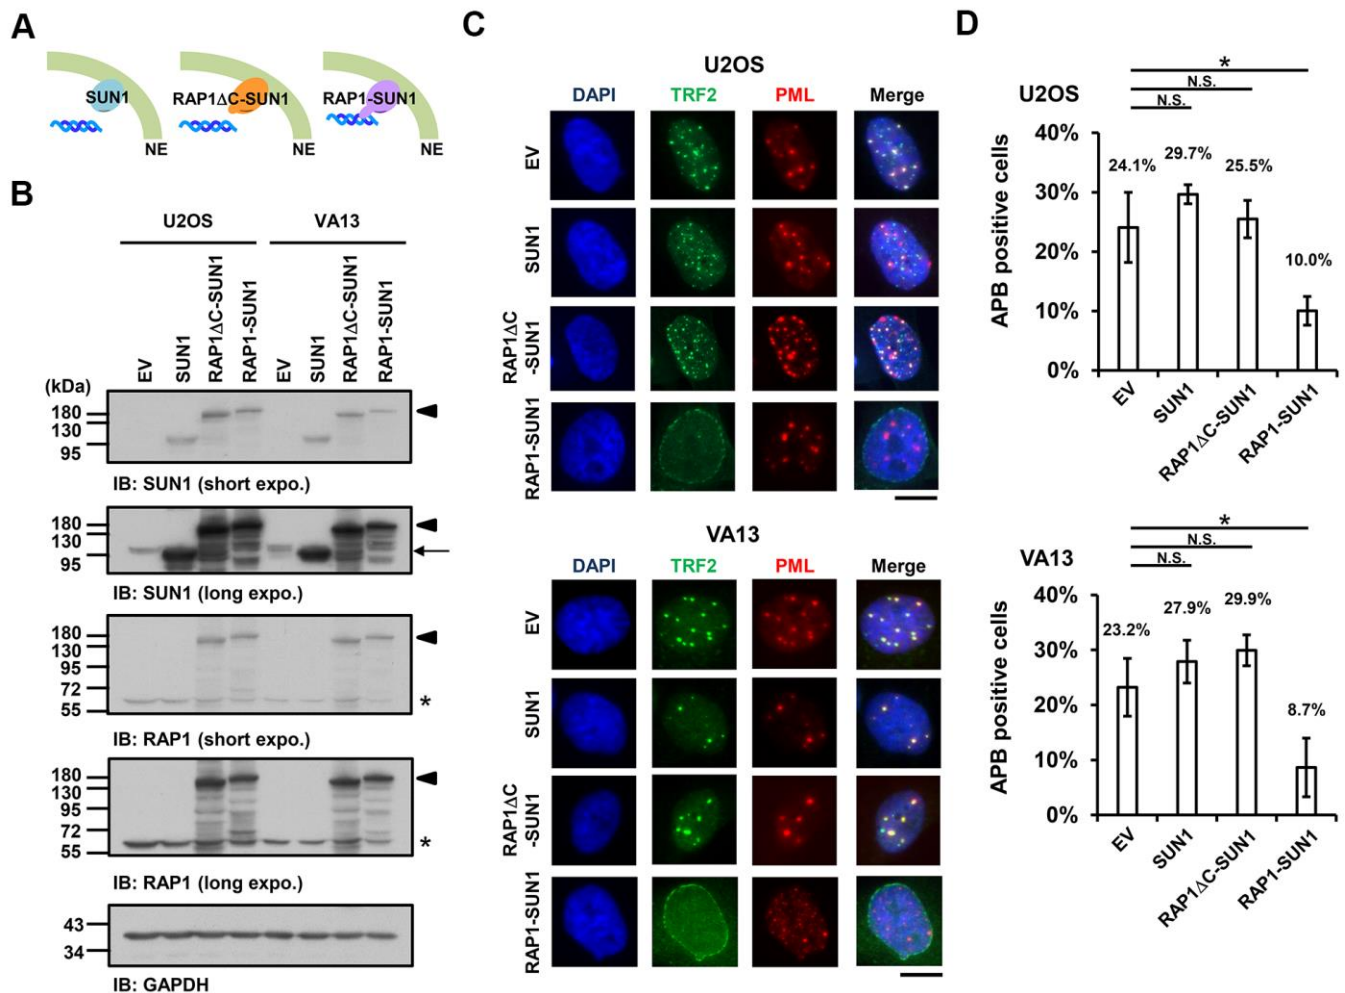 A
SUN1
NE
RAP1ΔC-SUN1
NE
RAP1-SUN1
NE
B
U2OS VA13
EV
SUN1
RAP1ΔC-SUN1
RAP1-SUN1
EV
SUN1
RAP1ΔC-SUN1
RAP1-SUN1
(kDa)
180
130
95
IB: SUN1 (short expo.)
180
130
95
IB: SUN1 (long expo.)
180
130
95
72
55
*
IB: RAP1 (short expo.)
180
130
95
72
55
*
IB: RAP1 (long expo.)
43
34
IB: GAPDH
C
U2OS
DAPI TRF2 PML Merge
EV
SUN1
RAP1ΔC
-SUN1
RAP1-SUN1
VA13
DAPI TRF2 PML Merge
EV
SUN1
RAP1ΔC
-SUN1
RAP1-SUN1
D
*
N.S.
N.S.
U2OS
APB positive cells
40%
30%
20%
10%
0%
24.1%
29.7%
25.5%
10.0%
EV
SUN1
RAP1ΔC-SUN1
RAP1-SUN1
*
N.S.
N.S.
VA13
APB positive cells
40%
30%
20%
10%
0%
23.2%
27.9%
29.9%
8.7%
EV
SUN1
RAP1ΔC-SUN1
RAP1-SUN1